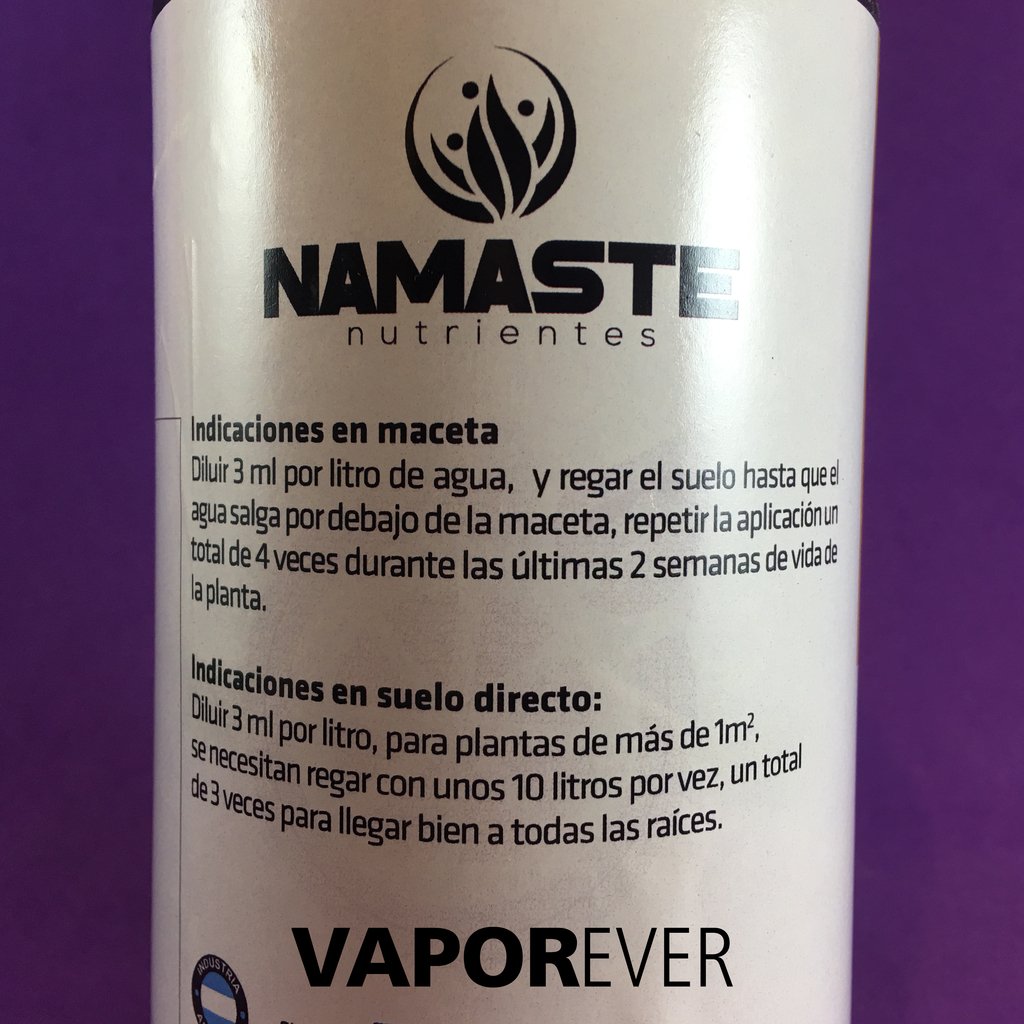 NAMASTE
nutrientes
Indicaciones en maceta
Diluir 3 ml por litro de agua, y regar el suelo hasta que el
agua salga por debajo de la maceta, repetir la aplicación un
total de 4 veces durante las últimas 2 semanas de vida de
la planta.
Indicaciones en suelo directo:
Diluir 3 ml por litro, para plantas de más de 1m²,
se necesitan regar con unos 10 litros por vez, un total
de 3 veces para llegar bien a todas las raíces.
VAPOREVER
INDUSTRIA